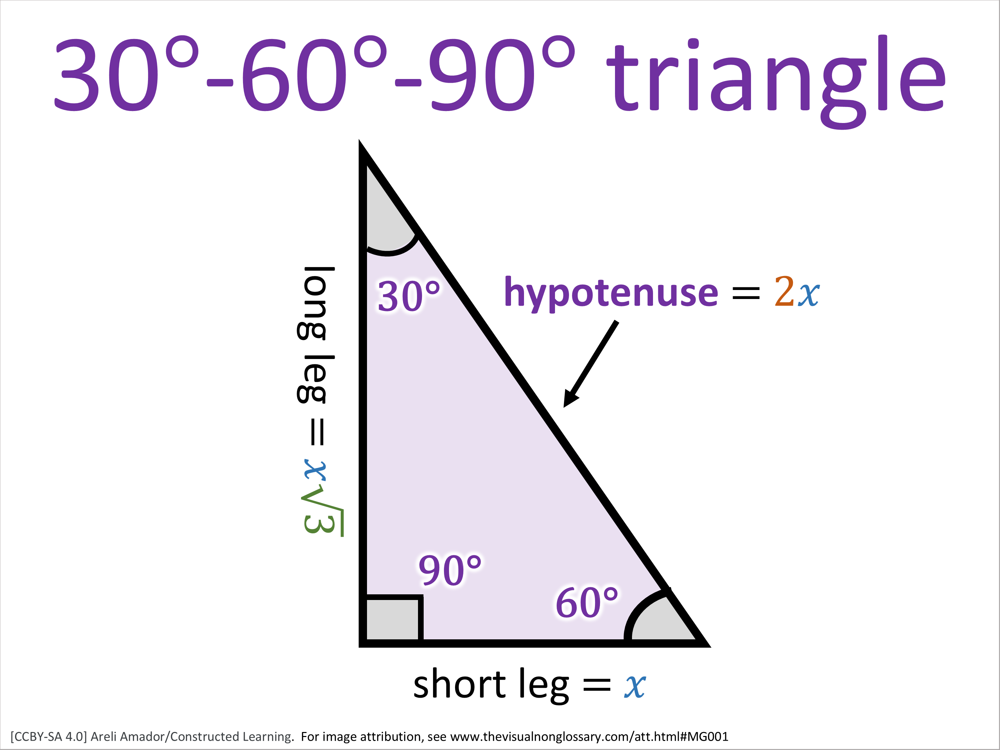 30°-60°-90° triangle
30°
hypotenuse = 2x
long leg = x√3
90°
60°
short leg = x
[CCBY-SA 4.0] Areli Amador/Constructed Learning.  For image attribution, see www.thevisualnonglossary.com/att.html#MG001